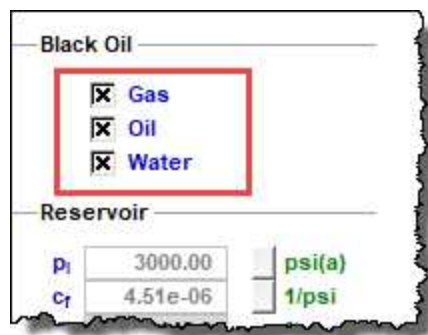 Black Oil
Gas
Oil
Water
Reservoir
pi 3000.00 psi(a)
cf 4.51e-06 1/psi